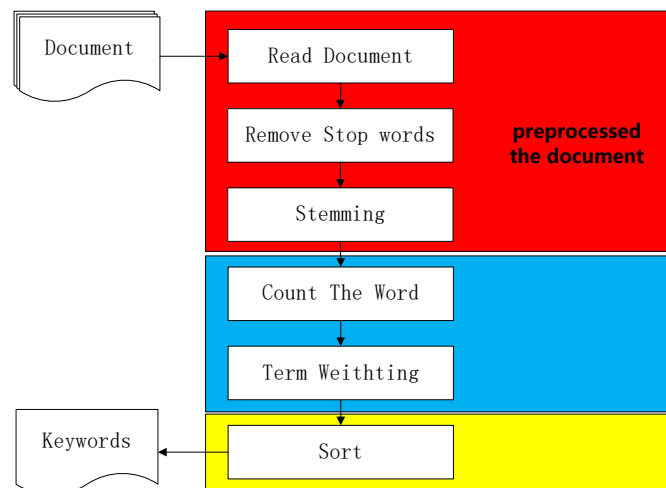 Document
Read Document
Remove Stop words
preprocessed
the document
Stemming
Count The Word
Term Weithting
Keywords
Sort